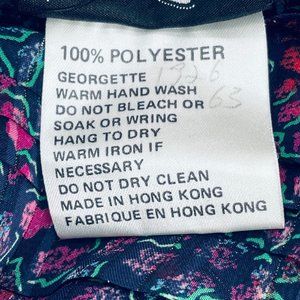 100% POLYESTER
GEORGETTE 1726
WARM HAND WASH
DO NOT BLEACH OR 63
SOAK OR WRING
HANG TO DRY
WARM IRON IF
NECESSARY
DO NOT DRY CLEAN
MADE IN HONG KONG
FABRIQUE EN HONG KONG